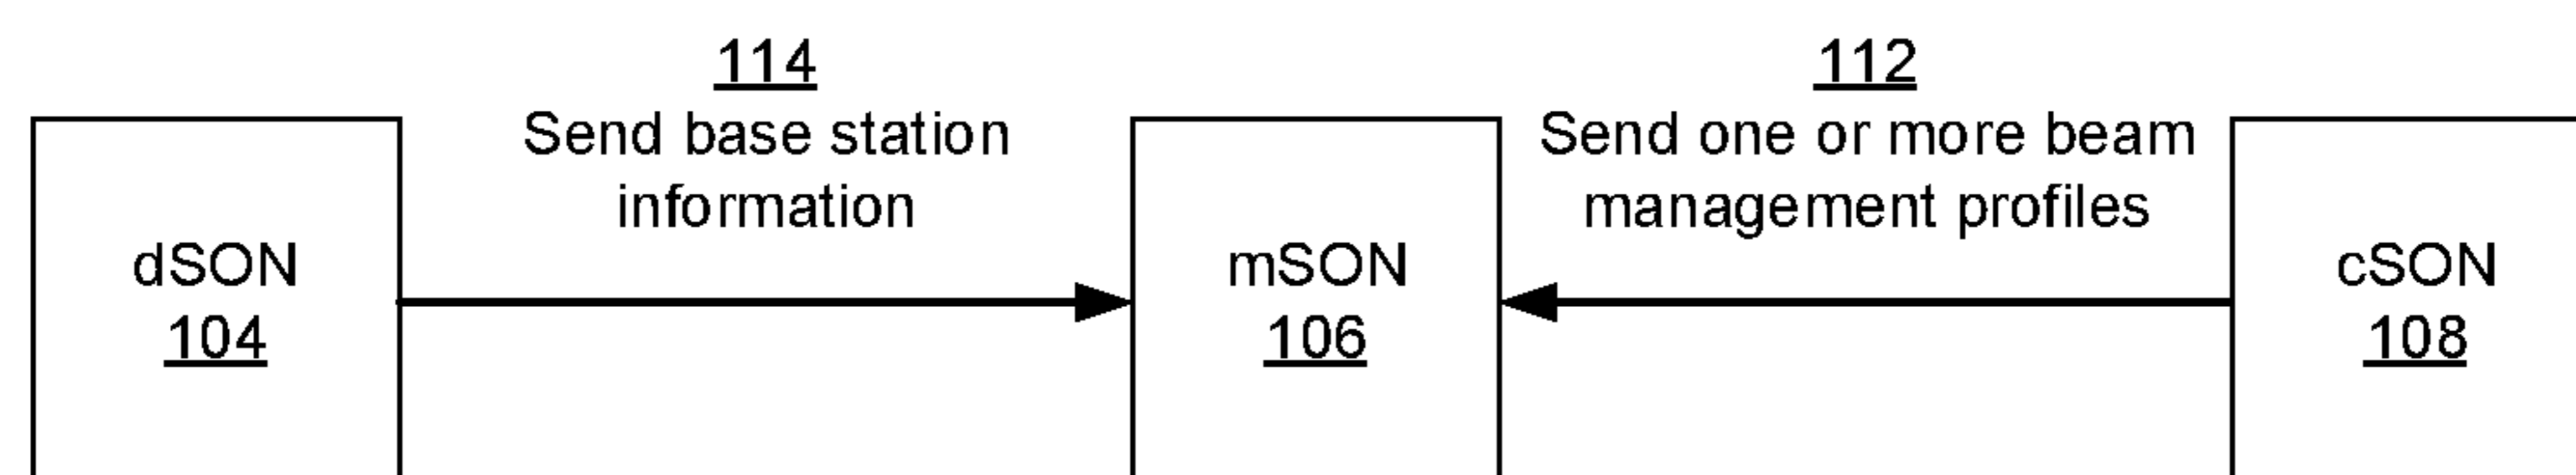 114
Send base station
information
112
Send one or more beam
management profiles
dSON
104
mSON
106
cSON
108